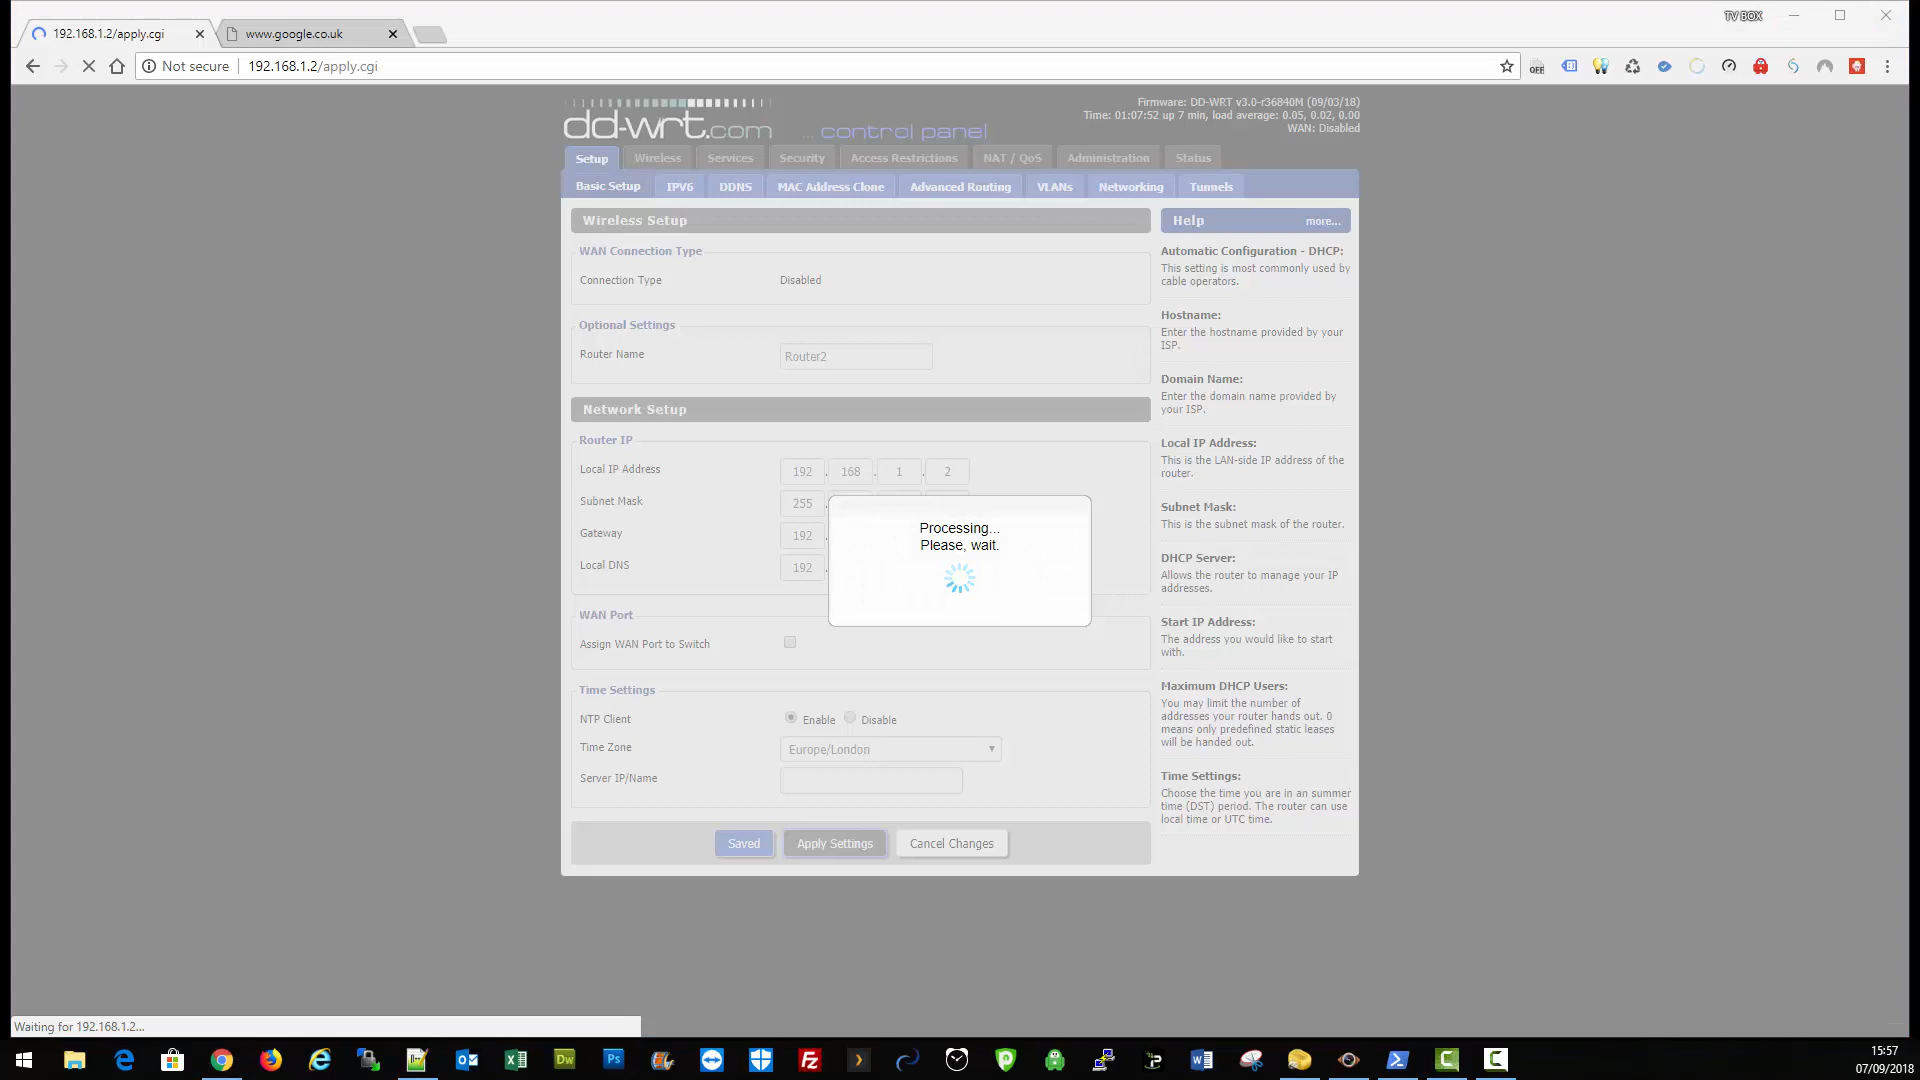 TV BOX
192.168.1.2/apply.cgi
www.google.co.uk
Not secure
192.168.1.2/apply.cgi
OFF
dd-wrt.com
... control panel
Firmware: DD-WRT v3.0-r36840M (09/03/18)
Time: 01:07:52 up 7 min, load average: 0.05, 0.02, 0.00
WAN: Disabled
Setup Wireless Services Security Access Restrictions NAT / QoS Administration Status
Basic Setup IPV6 DDNS MAC Address Clone Advanced Routing VLANs Networking Tunnels
Wireless Setup
WAN Connection Type
Connection Type Disabled
Optional Settings
Router Name Router2
Network Setup
Router IP
Local IP Address 192 . 168 . 1 . 2
Subnet Mask 255 .
Gateway 192 .
Local DNS 192 .
Processing...
Please, wait.
WAN Port
Assign WAN Port to Switch
Time Settings
NTP Client Enable Disable
Time Zone Europe/London
Server IP/Name
Saved Apply Settings Cancel Changes
Help more...
Automatic Configuration - DHCP:
This setting is most commonly used by
cable operators.
Hostname:
Enter the hostname provided by your
ISP.
Domain Name:
Enter the domain name provided by
your ISP.
Local IP Address:
This is the LAN-side IP address of the
router.
Subnet Mask:
This is the subnet mask of the router.
DHCP Server:
Allows the router to manage your IP
addresses.
Start IP Address:
The address you would like to start
with.
Maximum DHCP Users:
You may limit the number of
addresses your router hands out. 0
means only predefined static leases
will be handed out.
Time Settings:
Choose the time you are in an summer
time (DST) period. The router can use
local time or UTC time.
Waiting for 192.168.1.2...
15:57
07/09/2018